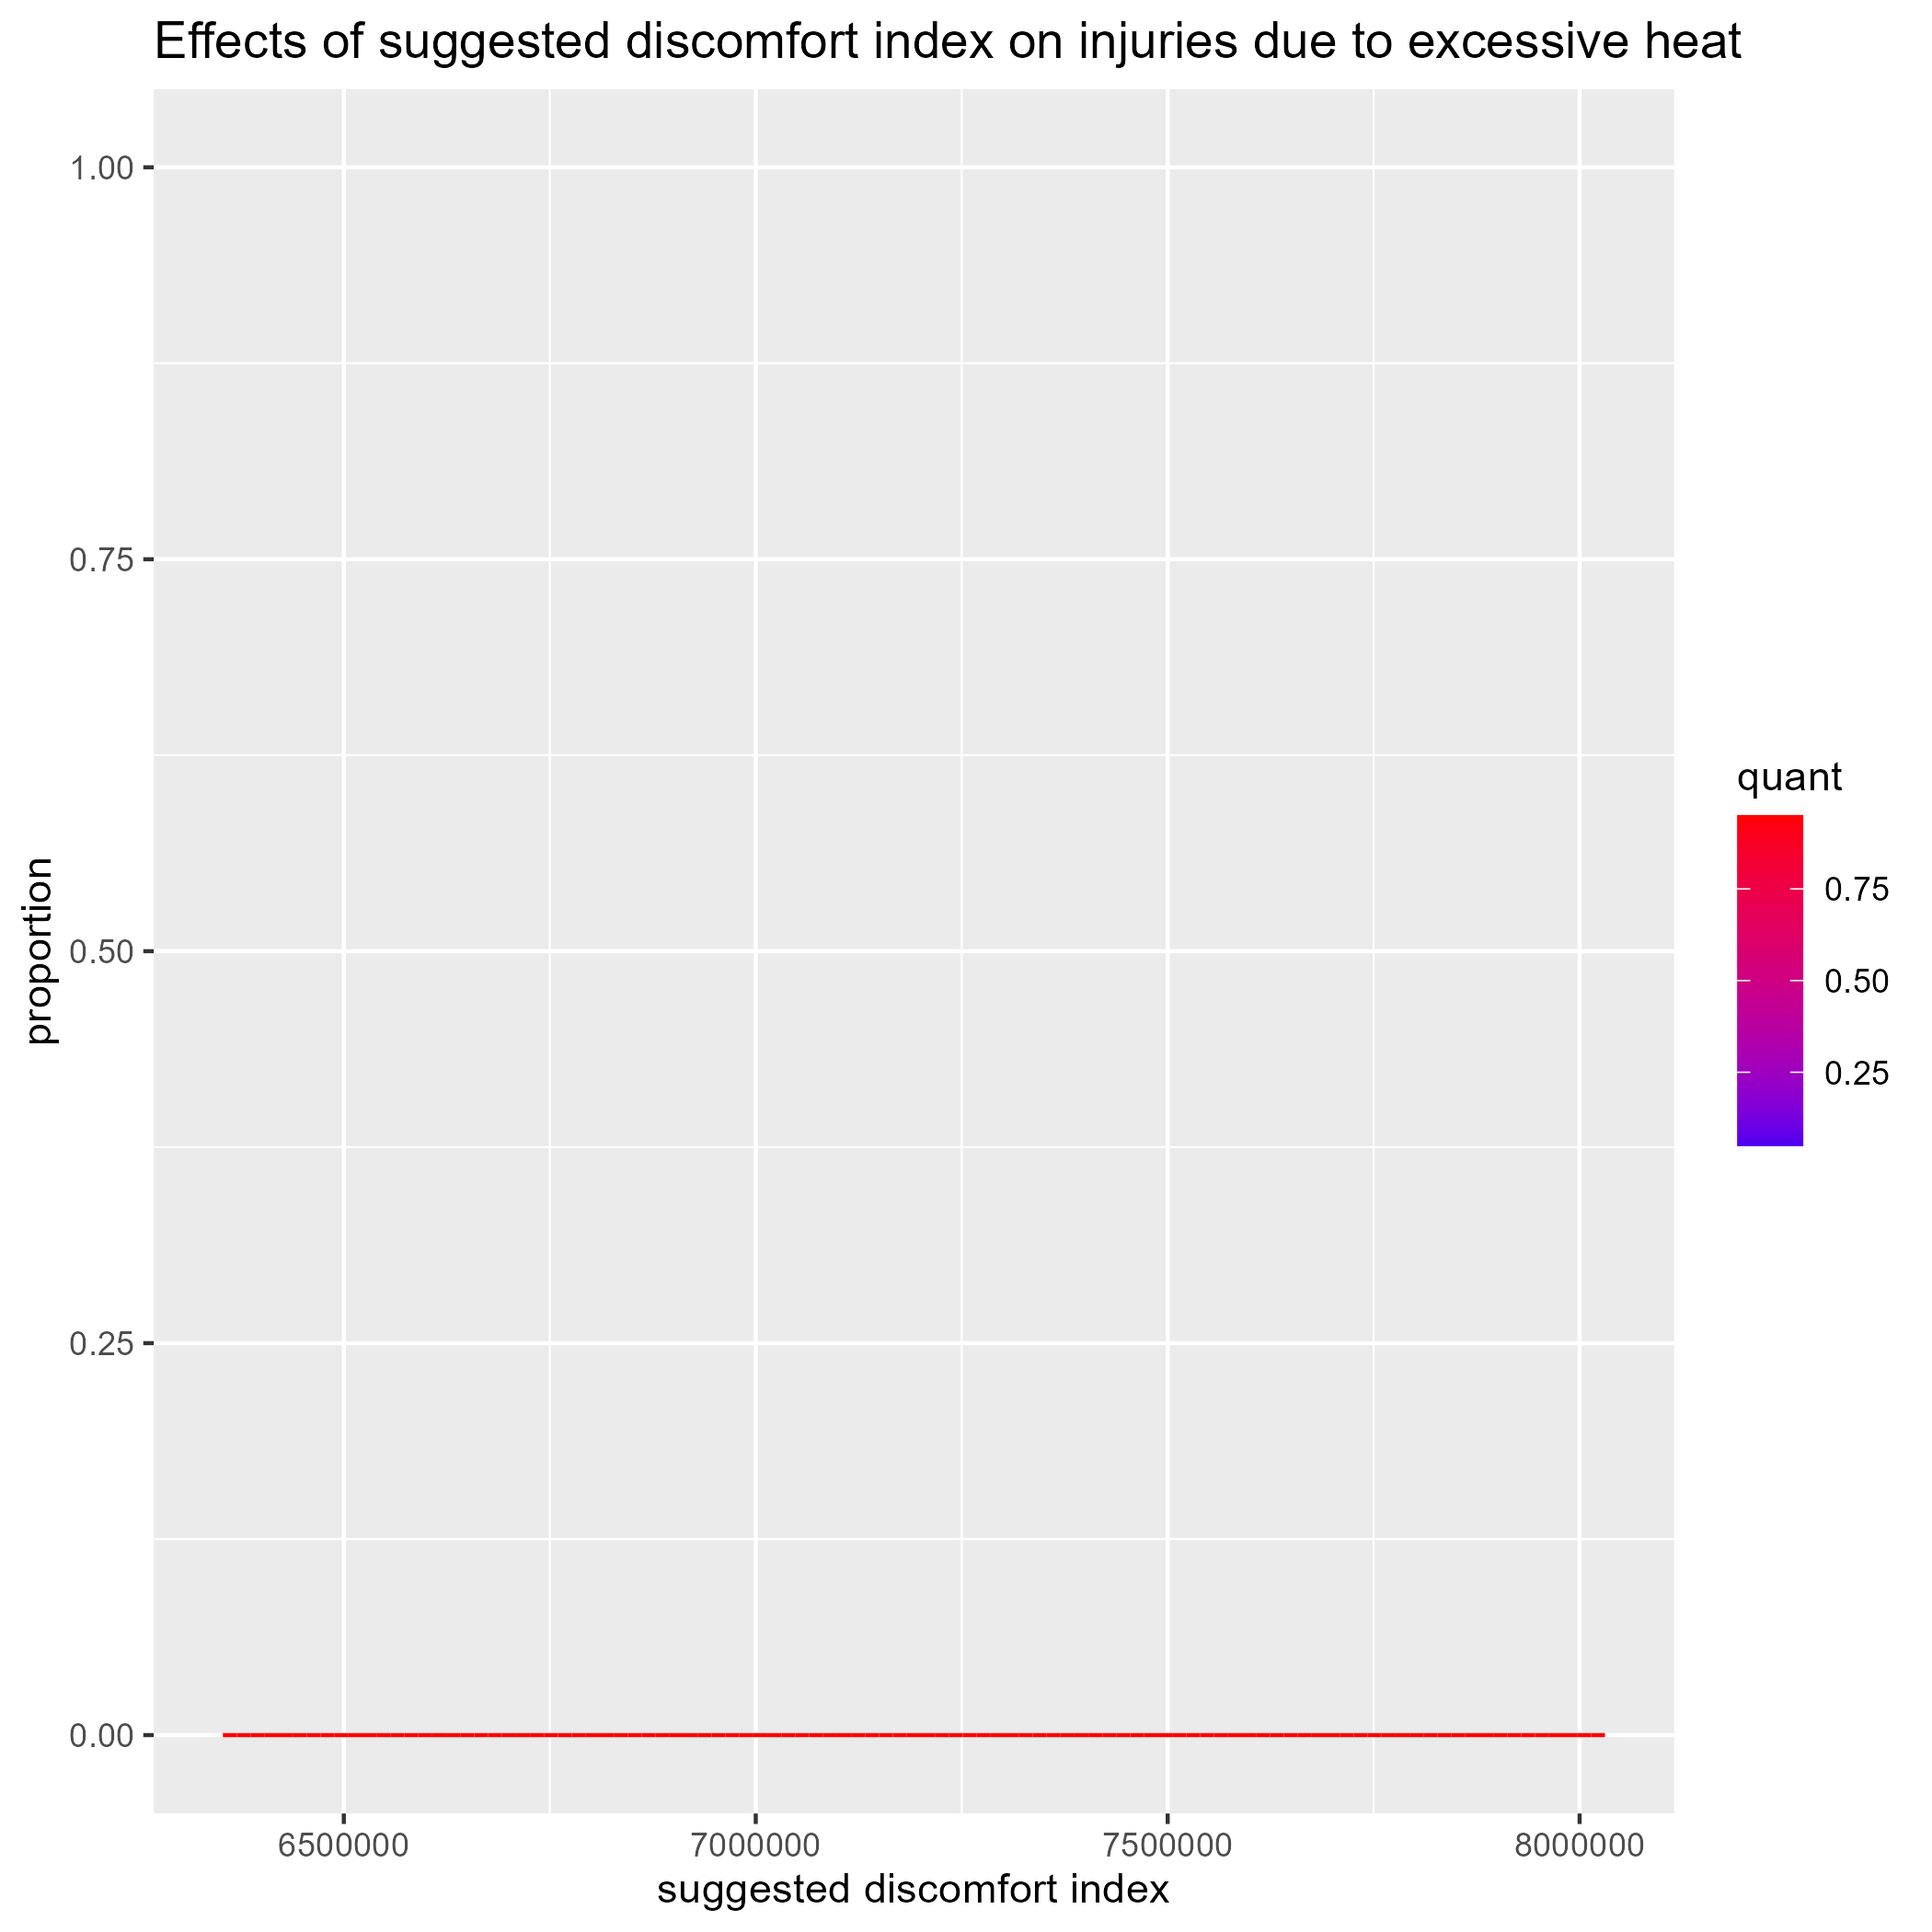 Effects of suggested discomfort index on injuries due to excessive heat
1.00
0.75
0.50
0.25
0.00
proportion
6500000 7000000 7500000 8000000
suggested discomfort index
quant
0.75
0.50
0.25